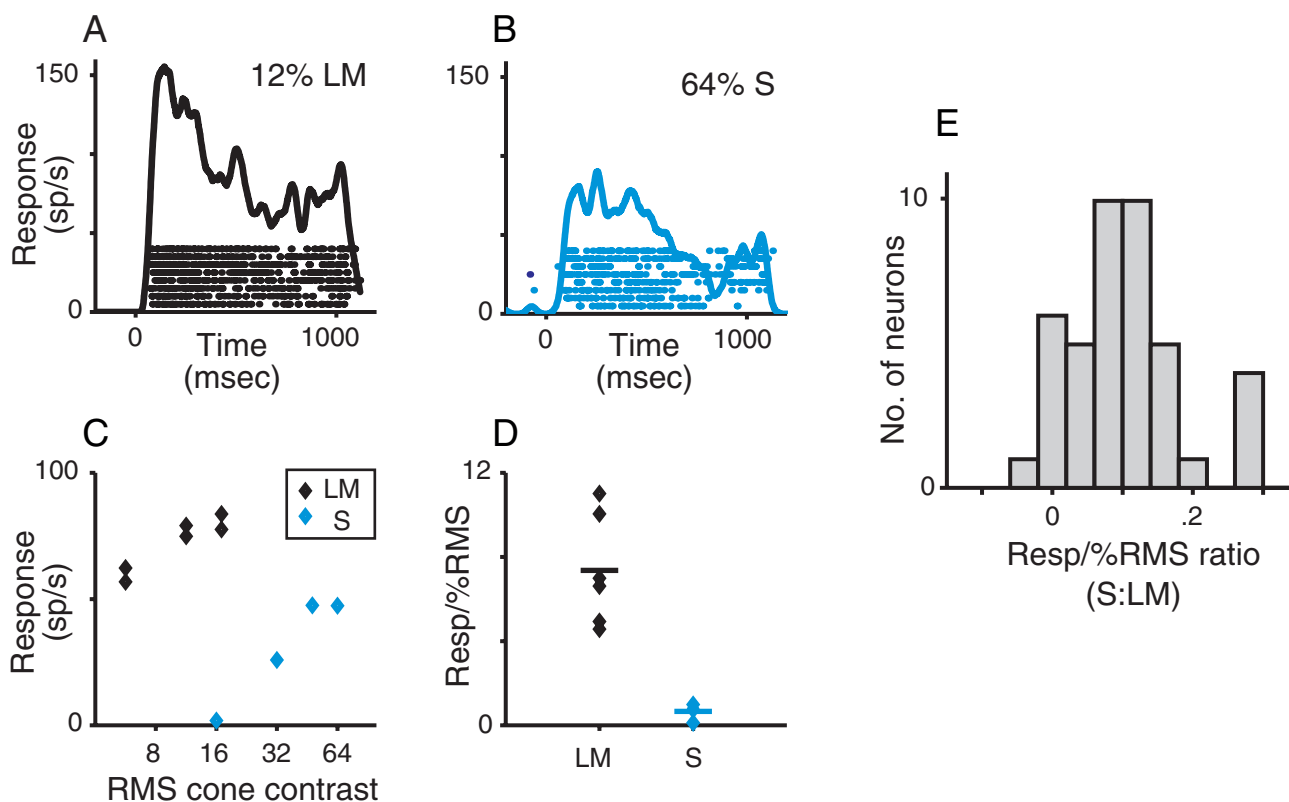 A
12% LM
150
0
Response
(sp/s)
0
1000
Time
(msec)
B
64% S
150
0
0
1000
Time
(msec)
C
100
0
Response
(sp/s)
LM
S
8
16
32
64
RMS cone contrast
D
12
0
Resp/%RMS
LM
S
E
10
0
No. of neurons
0
.2
Resp/%RMS ratio
(S:LM)